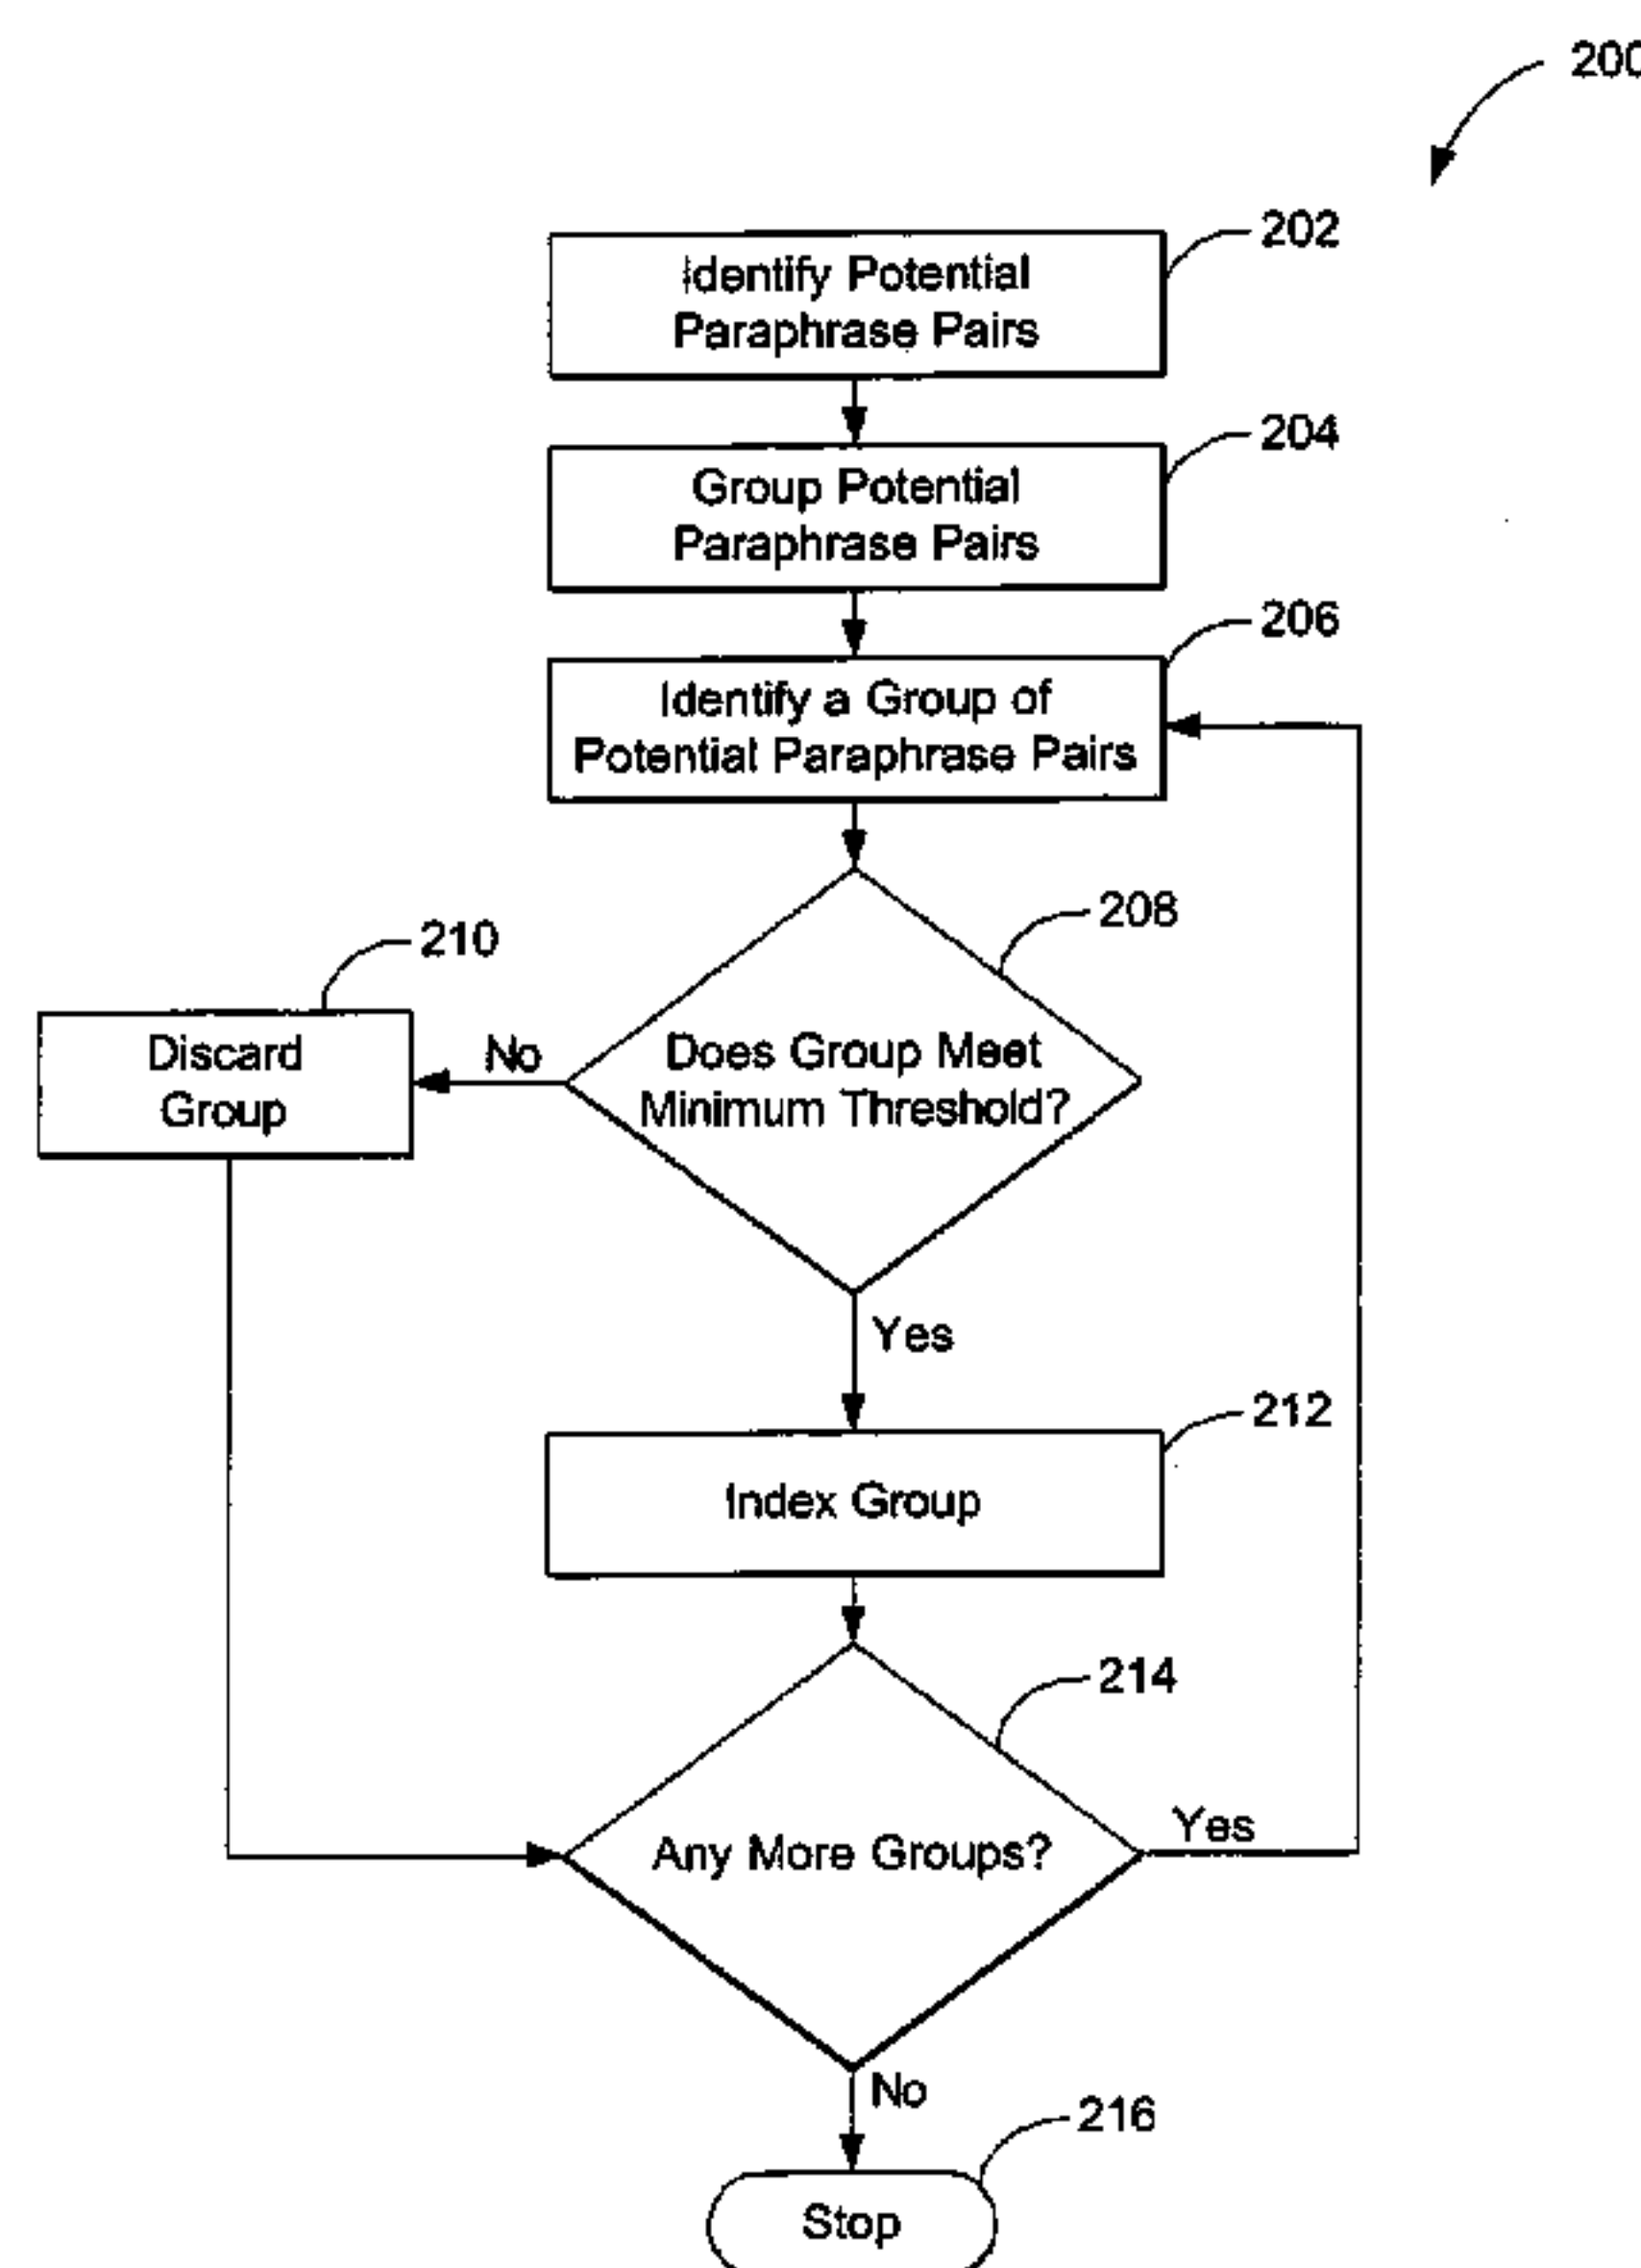 200
202
Identify Potential
Paraphrase Pairs
204
Group Potential
Paraphrase Pairs
206
Identify a Group of
Potential Paraphrase Pairs
208
210
Discard
Group
No
Does Group Meet
Minimum Threshold?
Yes
212
Index Group
214
Any More Groups?
Yes
No
216
Stop